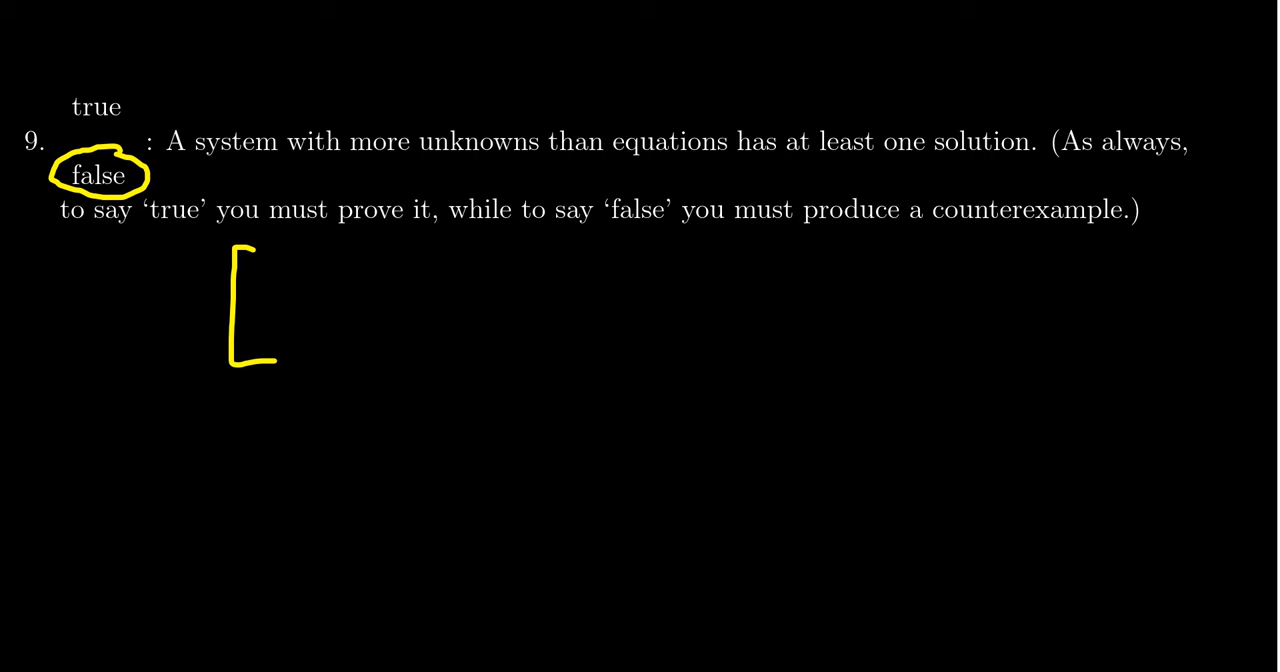 true
9. : A system with more unknowns than equations has at least one solution. (As always,
false
to say ‘true’ you must prove it, while to say ‘false’ you must produce a counterexample.)
[